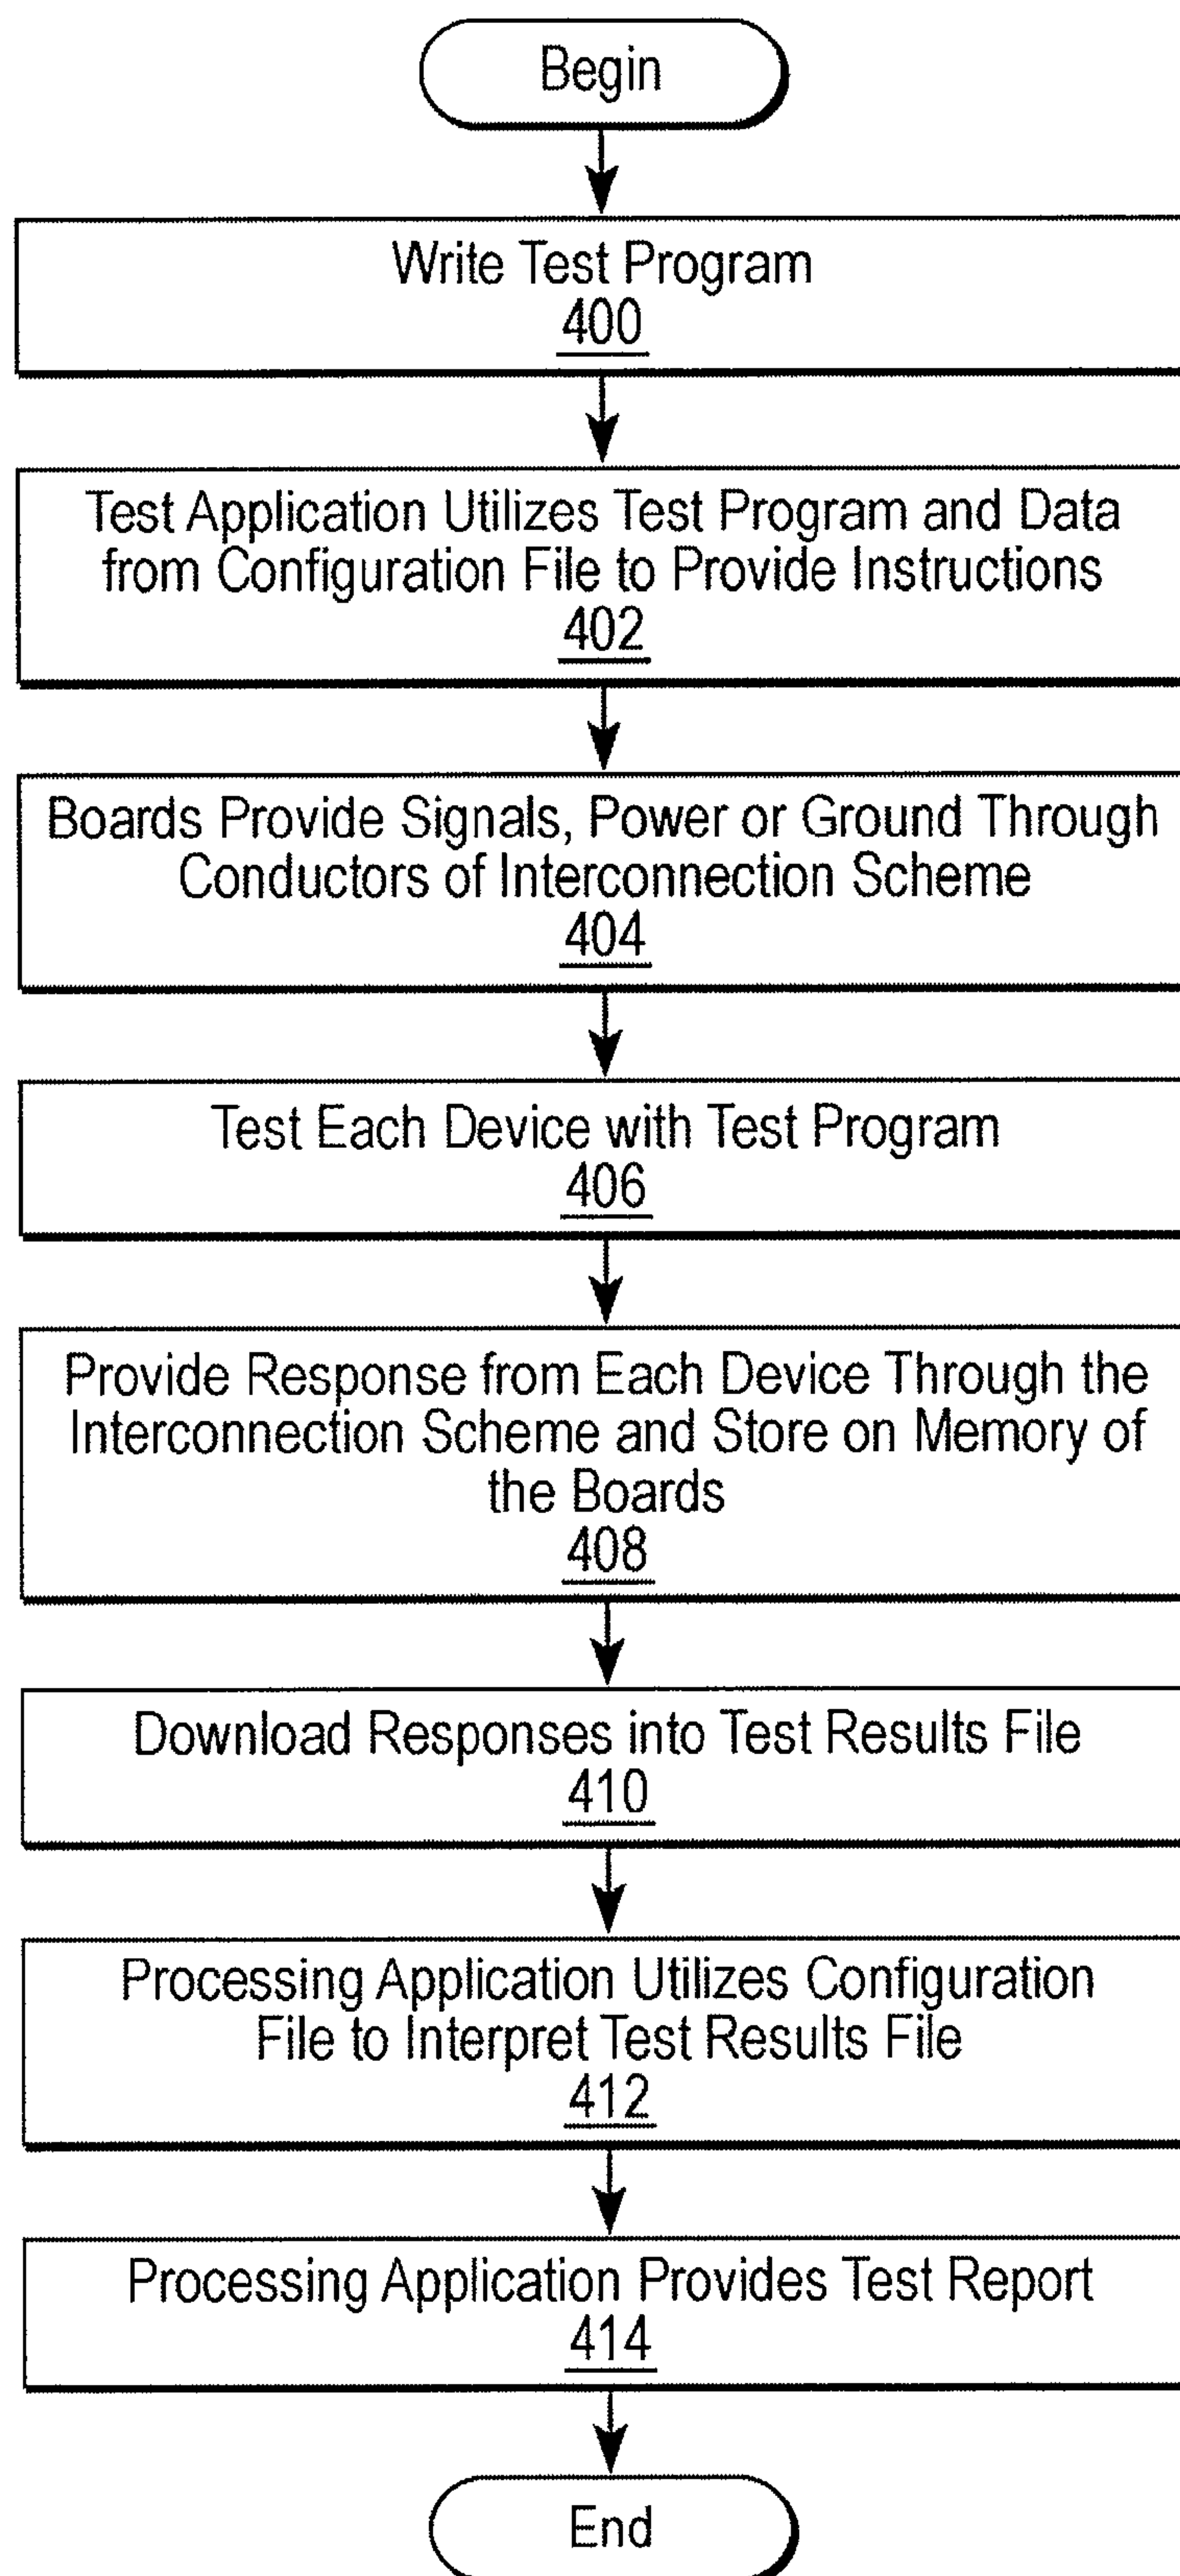 Begin
Write Test Program
400
Test Application Utilizes Test Program and Data
from Configuration File to Provide Instructions
402
Boards Provide Signals, Power or Ground Through
Conductors of Interconnection Scheme
404
Test Each Device with Test Program
406
Provide Response from Each Device Through the
Interconnection Scheme and Store on Memory of
the Boards
408
Download Responses into Test Results File
410
Processing Application Utilizes Configuration
File to Interpret Test Results File
412
Processing Application Provides Test Report
414
End